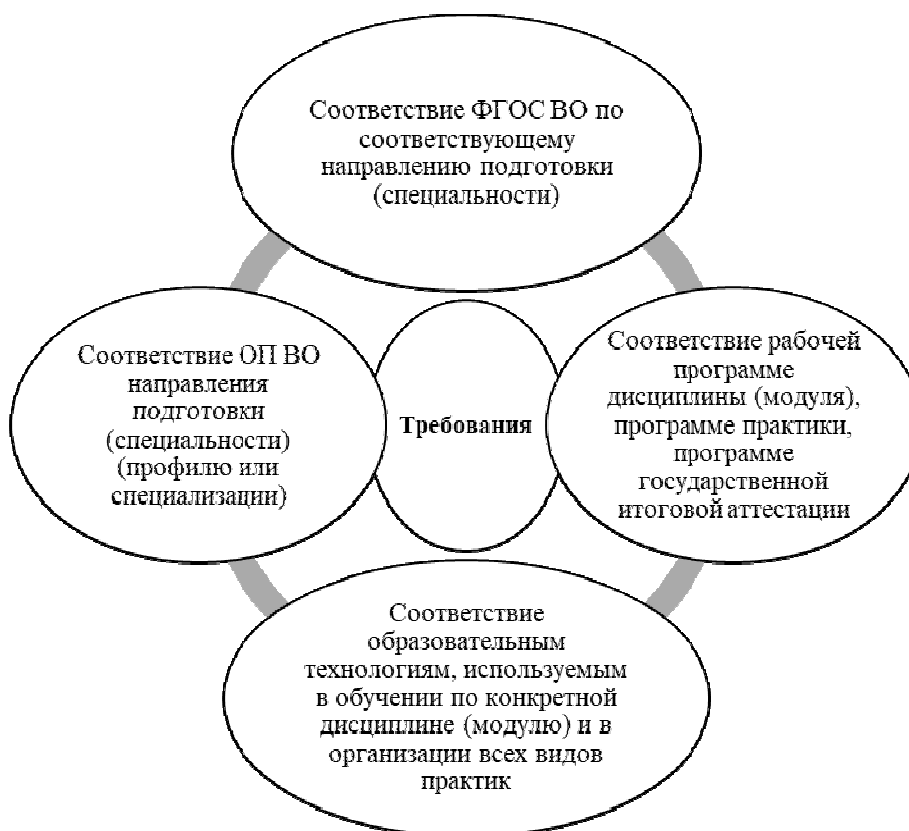 Соответствие ФГОС ВО по
соответствующему
направлению подготовки
(специальности)
Соответствие ОП ВО
направления
подготовки
(специальности)
(профилю или
специализации)
Требования
Соответствие рабочей
программе
дисциплины (модуля),
программе практики,
программе
государственной
итоговой аттестации
Соответствие
образовательным
технологиям, используемым
в обучении по конкретной
дисциплине (модулю) и в
организации всех видов
практик